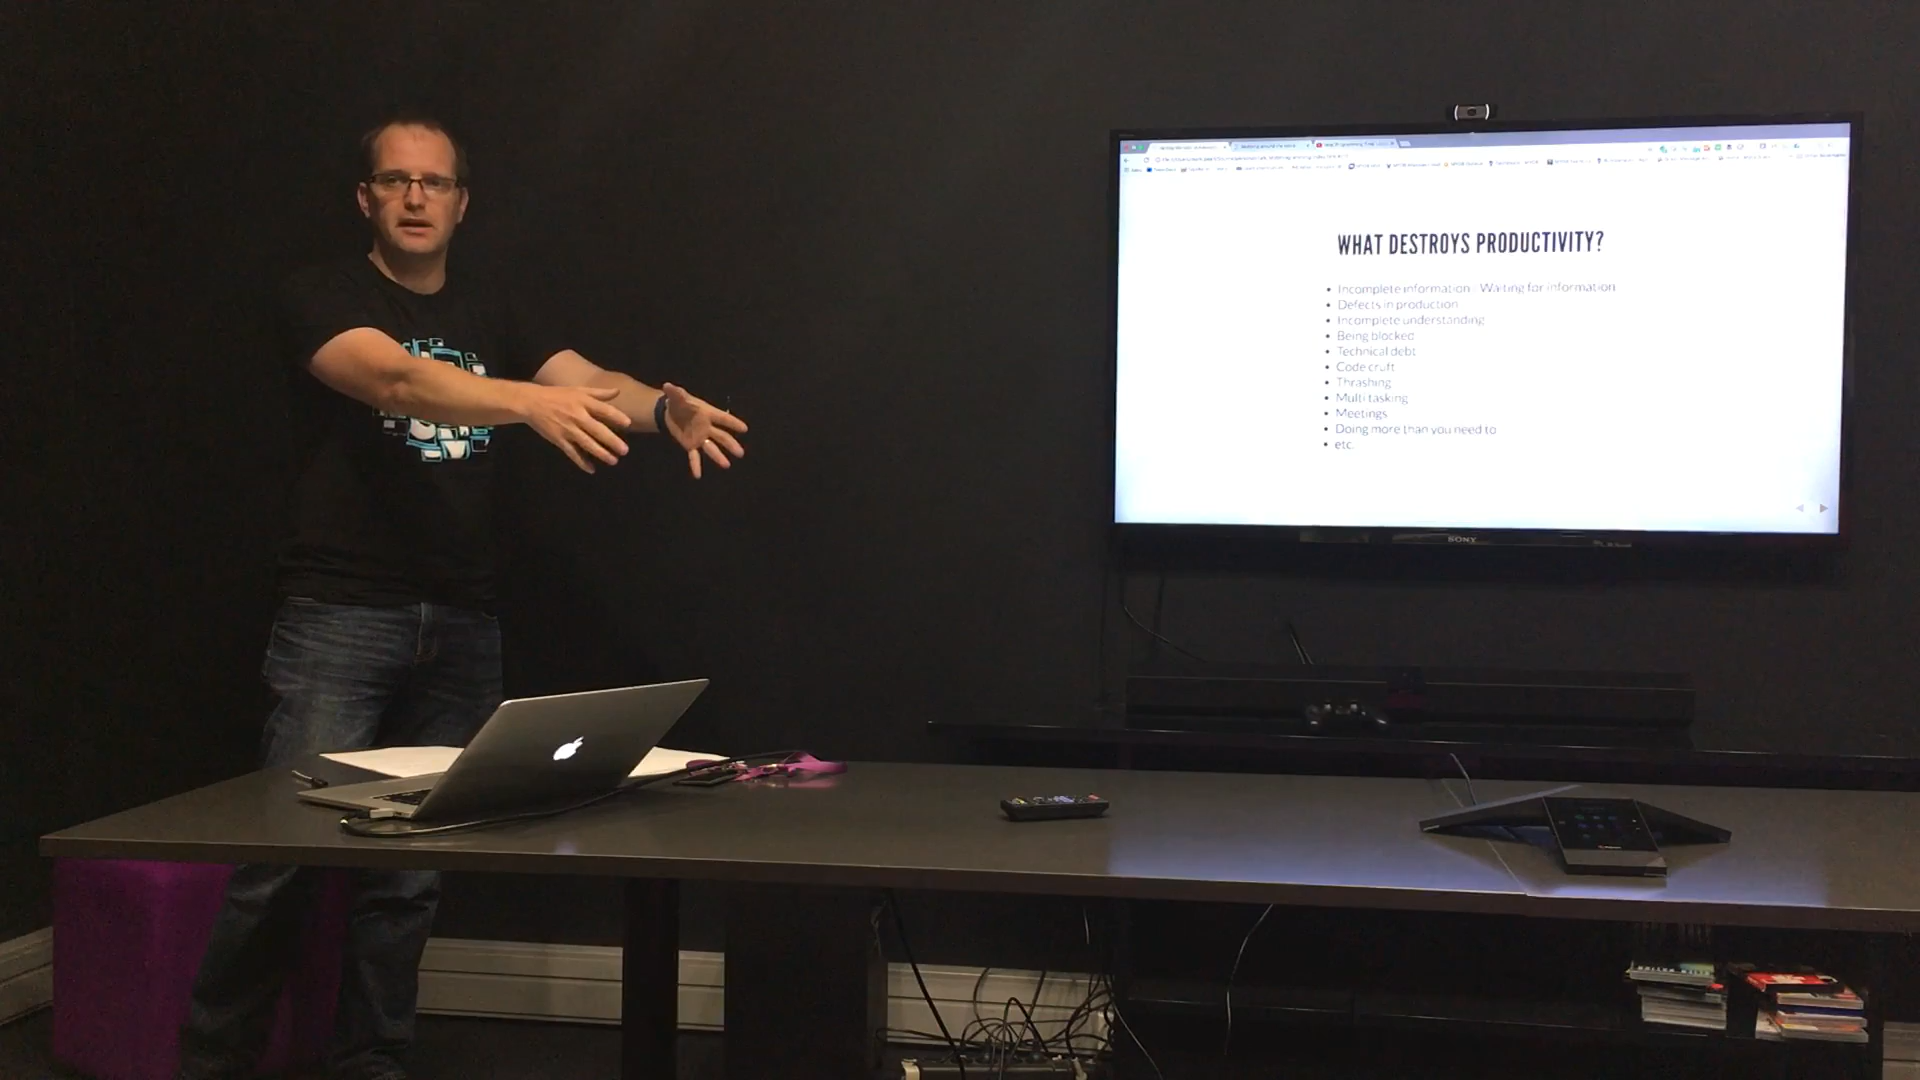 WHAT DESTROYS PRODUCTIVITY?
• Incomplete information - Waiting for information
• Defects in production
• Incomplete understanding
• Being blocked
• Technical debt
• Code cruft
• Thrashing
• Multi tasking
• Meetings
• Doing more than you need to
• etc.
SONY